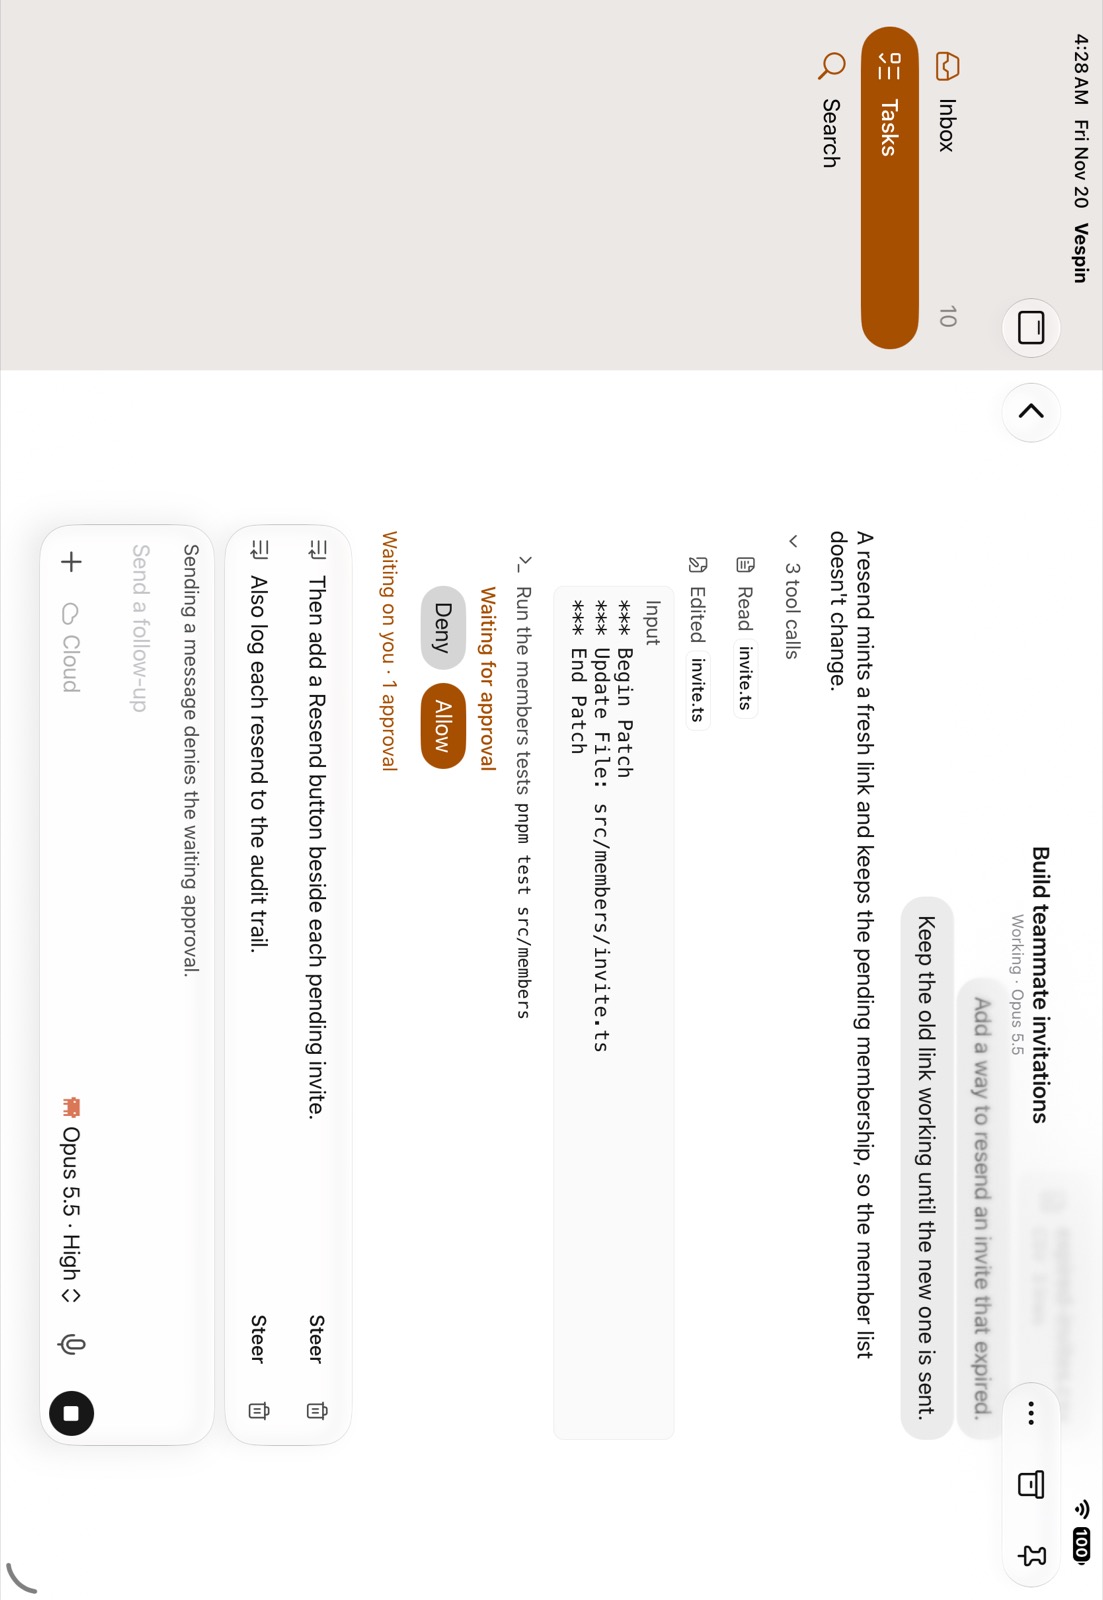 4:28 AM Fri Nov 20 Vespin
100
Build teammate invitations
Working · Opus 5.5
Inbox 10
Tasks
Search
Add a way to resend an invite that expired.
Keep the old link working until the new one is sent.
A resend mints a fresh link and keeps the pending membership, so the member list
doesn't change.
3 tool calls
Read invite.ts
Edited invite.ts
Input
*** Begin Patch
*** Update File: src/members/invite.ts
*** End Patch
Run the members tests pnpm test src/members
Waiting for approval
Deny Allow
Waiting on you · 1 approval
Then add a Resend button beside each pending invite. Steer
Also log each resend to the audit trail. Steer
Sending a message denies the waiting approval.
Send a follow-up
Cloud Opus 5.5 · High